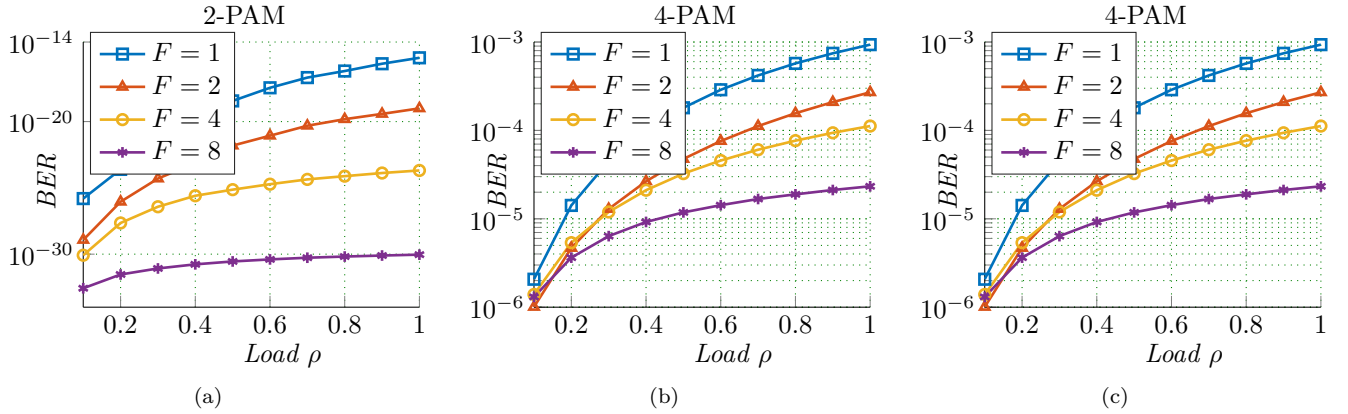 2-PAM
10^{-14}
10^{-20}
10^{-30}
BER
F = 1
F = 2
F = 4
F = 8
0.2 0.4 0.6 0.8 1
Load ρ
(a)
4-PAM
10^{-3}
10^{-4}
10^{-5}
10^{-6}
BER
F = 1
F = 2
F = 4
F = 8
0.2 0.4 0.6 0.8 1
Load ρ
(b)
4-PAM
10^{-3}
10^{-4}
10^{-5}
10^{-6}
BER
F = 1
F = 2
F = 4
F = 8
0.2 0.4 0.6 0.8 1
Load ρ
(c)